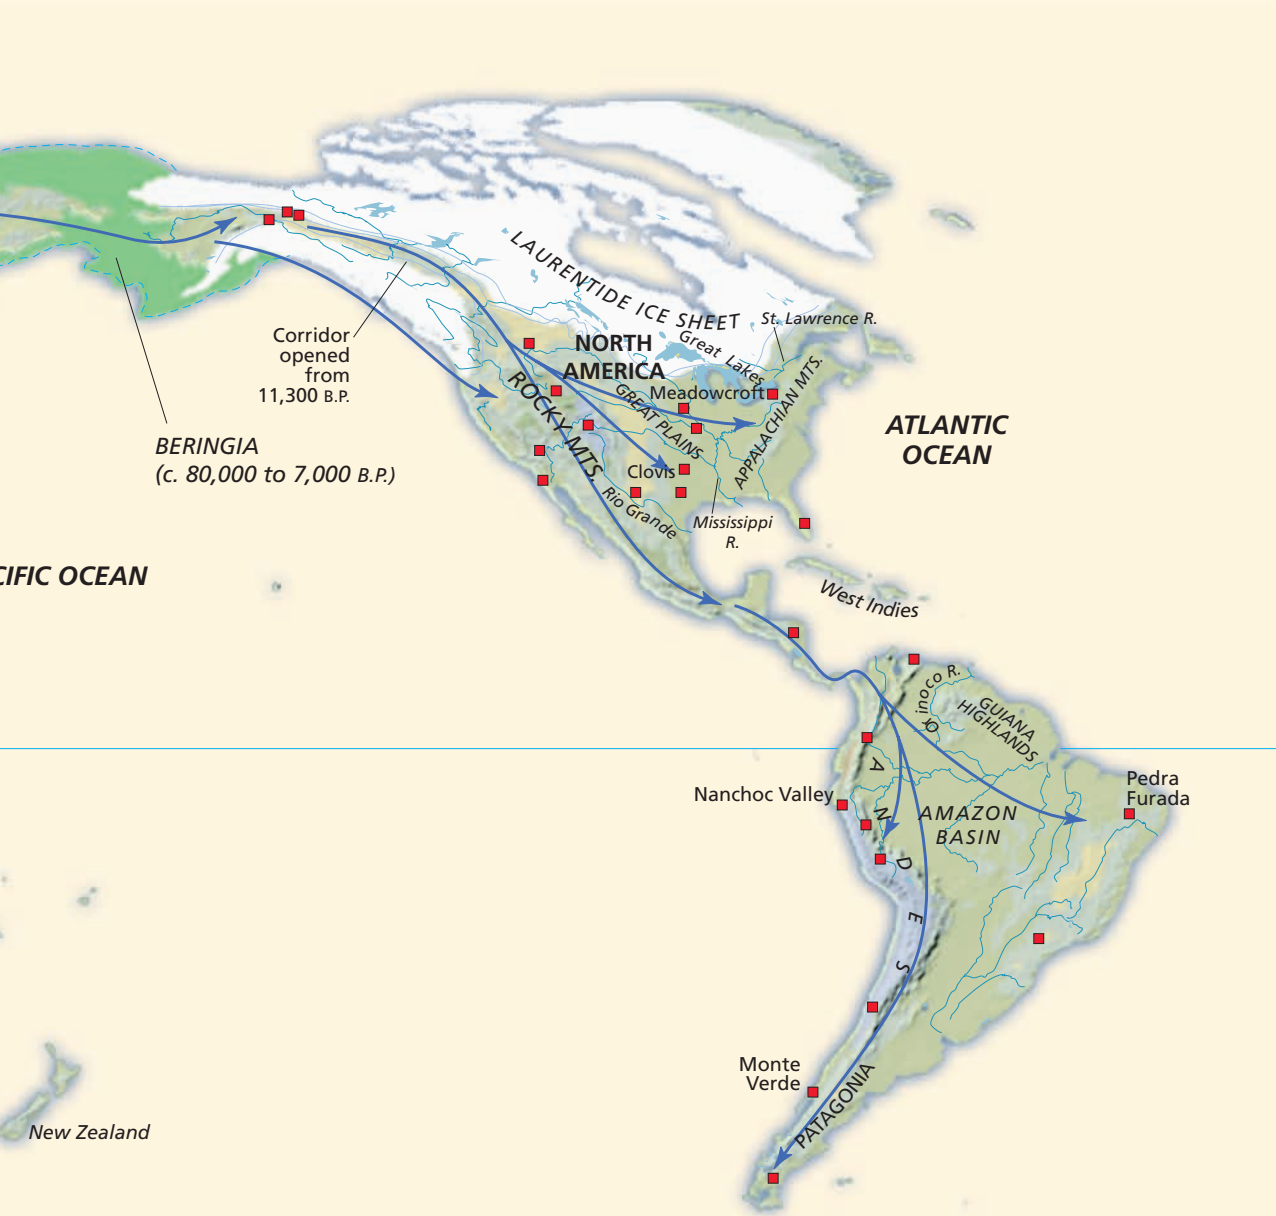 LAURENTIDE ICE SHEET
St. Lawrence R.
Corridor
opened
from
11,300 B.P.
NORTH
AMERICA
Great Lakes
ROCKY MTS.
GREAT PLAINS
Meadowcroft
APPALACHIAN MTS.
ATLANTIC
OCEAN
BERINGIA
(c. 80,000 to 7,000 B.P.)
Clovis
Rio Grande
Mississippi
R.
CIFIC OCEAN
West Indies
Orinoco R.
GUIANA
HIGHLANDS
Nanchoc Valley
ANDES
AMAZON
BASIN
Pedra
Furada
Monte
Verde
PATAGONIA
New Zealand